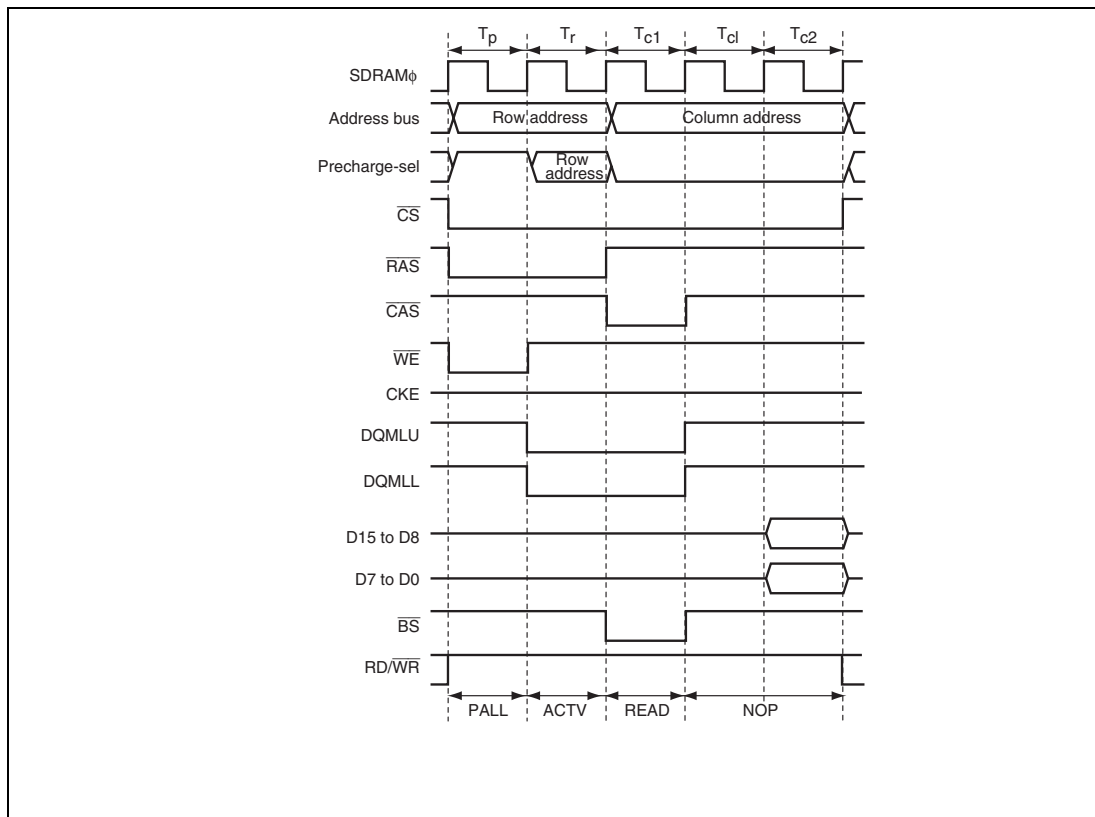 Tp Tr Tc1 Tcl Tc2
SDRAMϕ
Address bus Row address Column address
Precharge-sel Row address
CS
RAS
CAS
WE
CKE
DQMLU
DQMLL
D15 to D8
D7 to D0
BS
RD/WR
PALL ACTV READ NOP